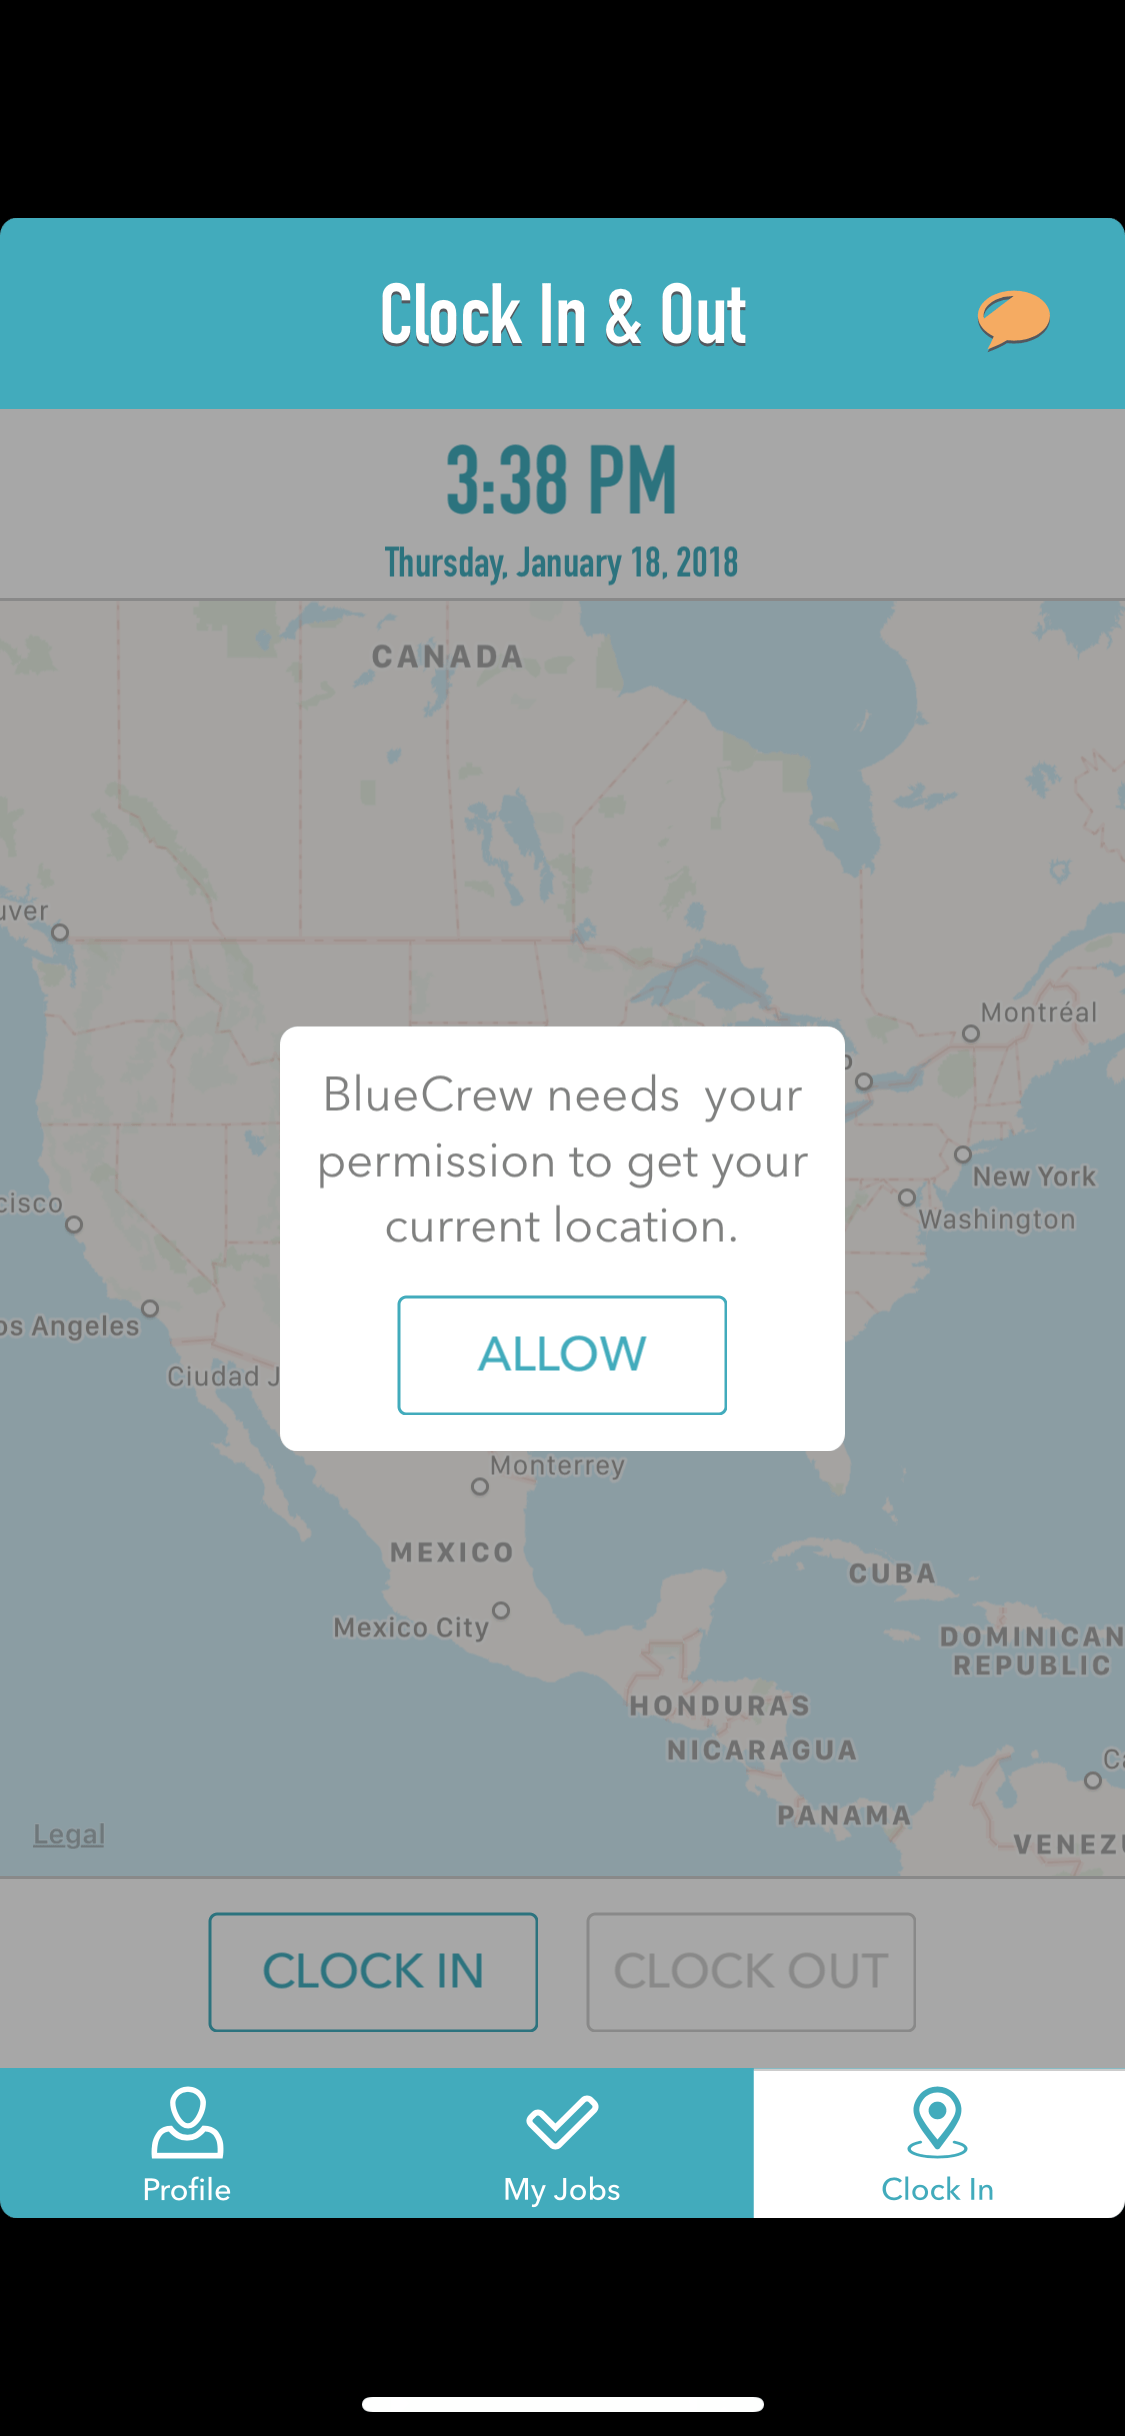 Clock In & Out
3:38 PM
Thursday, January 18, 2018
CANADA
uver
Montréal
New York
Washington
cisco
os Angeles
Ciudad J
BlueCrew needs  your
permission to get your
current location.
ALLOW
Monterrey
MEXICO
CUBA
Mexico City
DOMINICAN
REPUBLIC
HONDURAS
NICARAGUA
PANAMA
VENEZU
Legal
CLOCK IN
CLOCK OUT
Profile
My Jobs
Clock In